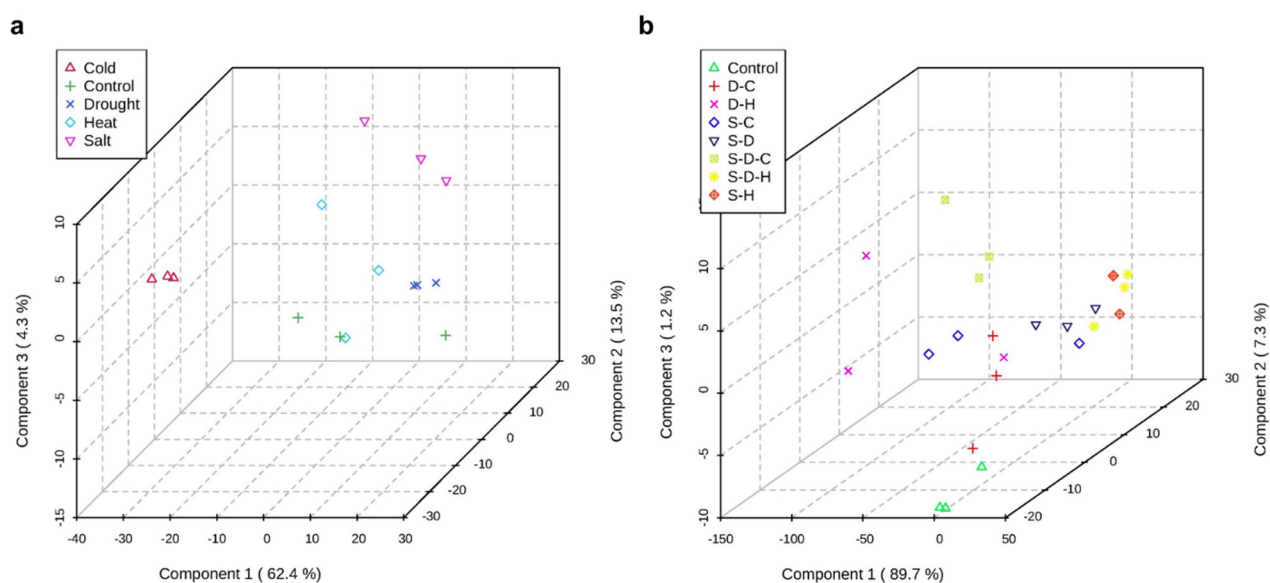 a
Cold
Control
Drought
Heat
Salt
10
5
0
-5
-10
-15
-40
-30
-20
-10
0
10
20
30
-30
-20
-10
0
10
20
30
Component 1 ( 62.4 %)
Component 2 ( 13.5 %)
Component 3 ( 4.3 %)
b
Control
D-C
D-H
S-C
S-D
S-D-C
S-D-H
S-H
10
5
0
-5
-10
-150
-100
-50
0
50
-20
-10
0
10
20
30
Component 1 ( 89.7 %)
Component 2 ( 7.3 %)
Component 3 ( 1.2 %)